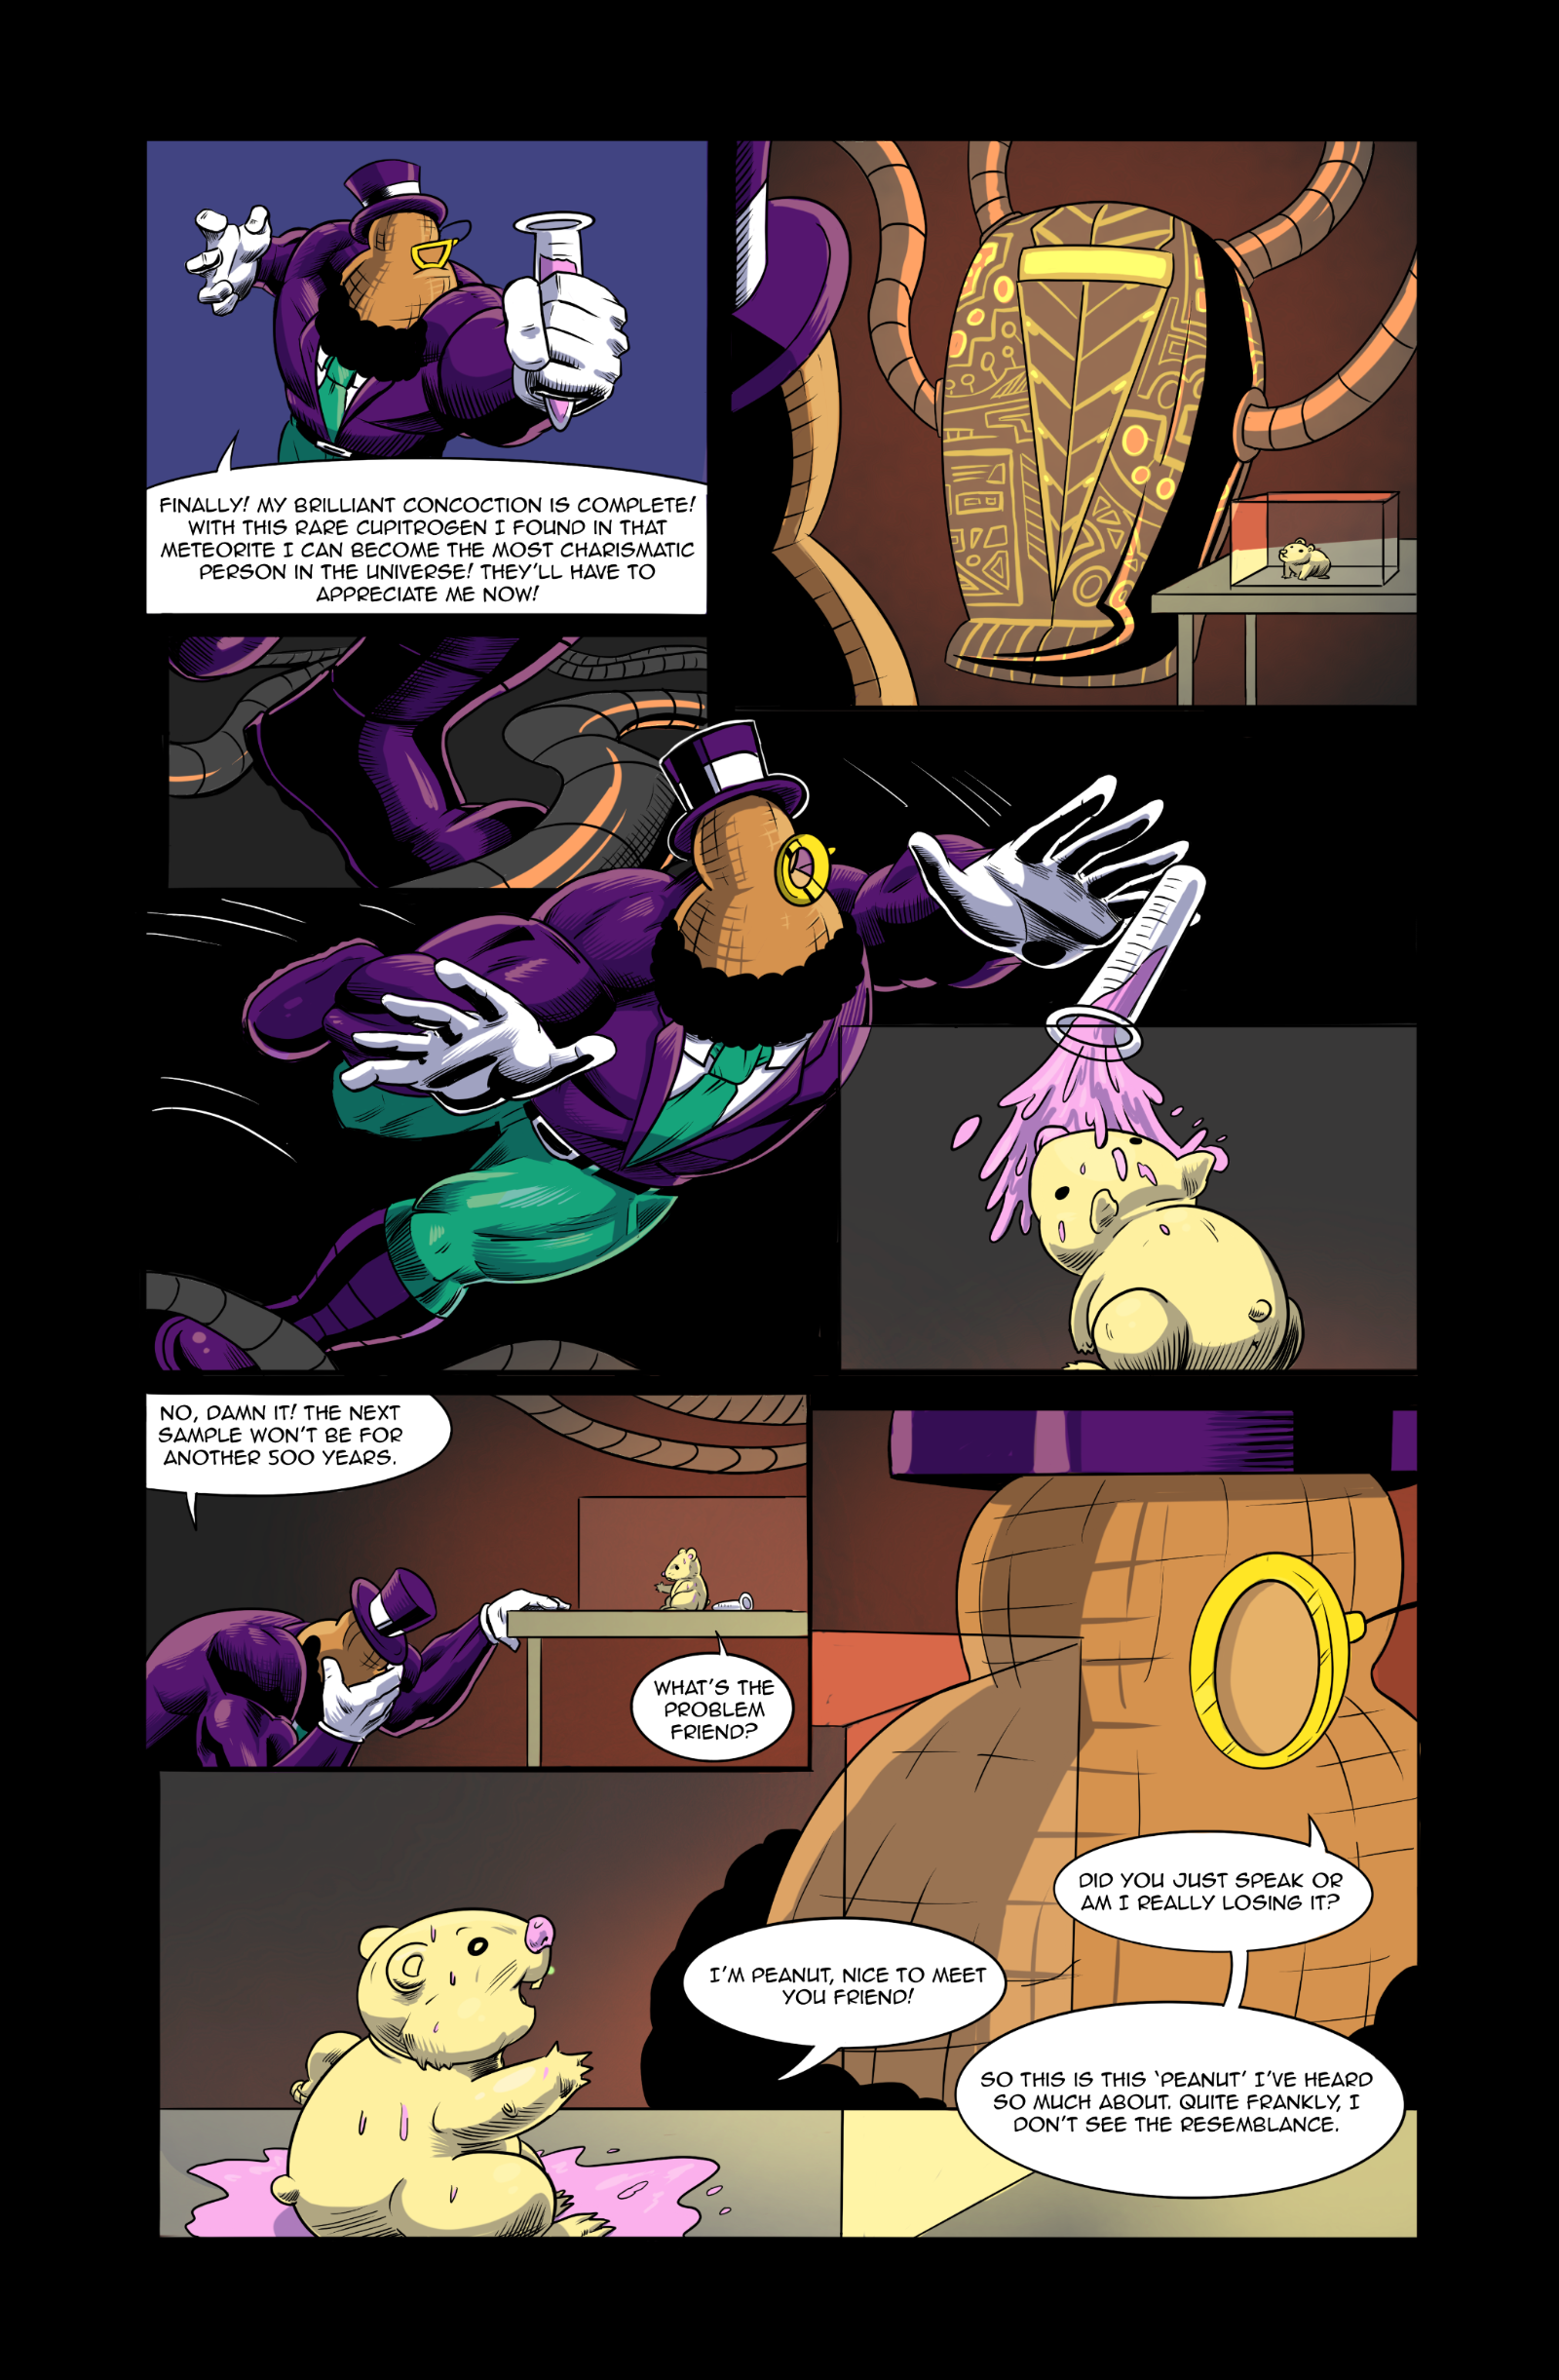 FINALLY! MY BRILLIANT CONCOCTION IS COMPLETE!
WITH THIS RARE CUPITROGEN I FOUND IN THAT
METEORITE I CAN BECOME THE MOST CHARISMATIC
PERSON IN THE UNIVERSE! THEY'LL HAVE TO
APPRECIATE ME NOW!
NO, DAMN IT! THE NEXT
SAMPLE WON'T BE FOR
ANOTHER 500 YEARS.
WHAT'S THE
PROBLEM
FRIEND?
DID YOU JUST SPEAK OR
AM I REALLY LOSING IT?
I'M PEANUT, NICE TO MEET
YOU FRIEND!
SO THIS IS THIS 'PEANUT' I'VE HEARD
SO MUCH ABOUT. QUITE FRANKLY, I
DON'T SEE THE RESEMBLANCE.